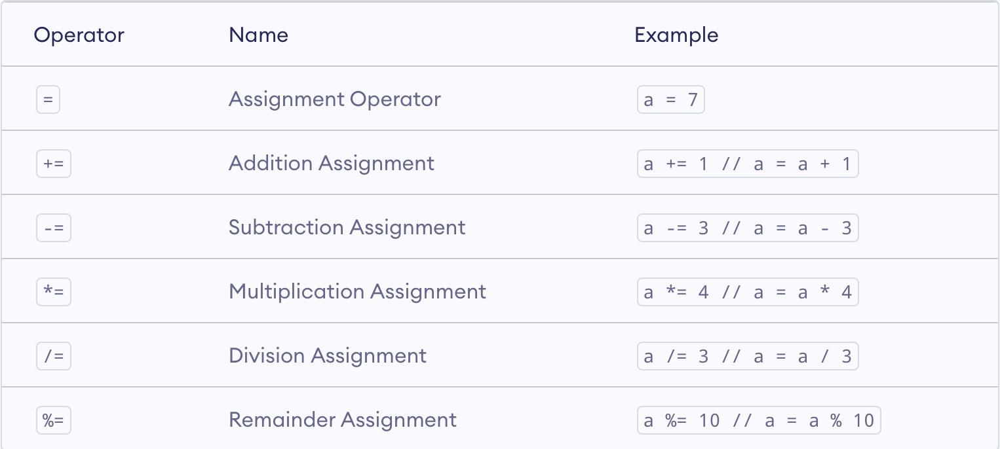 Operator Name Example
= Assignment Operator a = 7
+= Addition Assignment a += 1 // a = a + 1
-= Subtraction Assignment a -= 3 // a = a - 3
*= Multiplication Assignment a *= 4 // a = a * 4
/= Division Assignment a /= 3 // a = a / 3
%= Remainder Assignment a %= 10 // a = a % 10